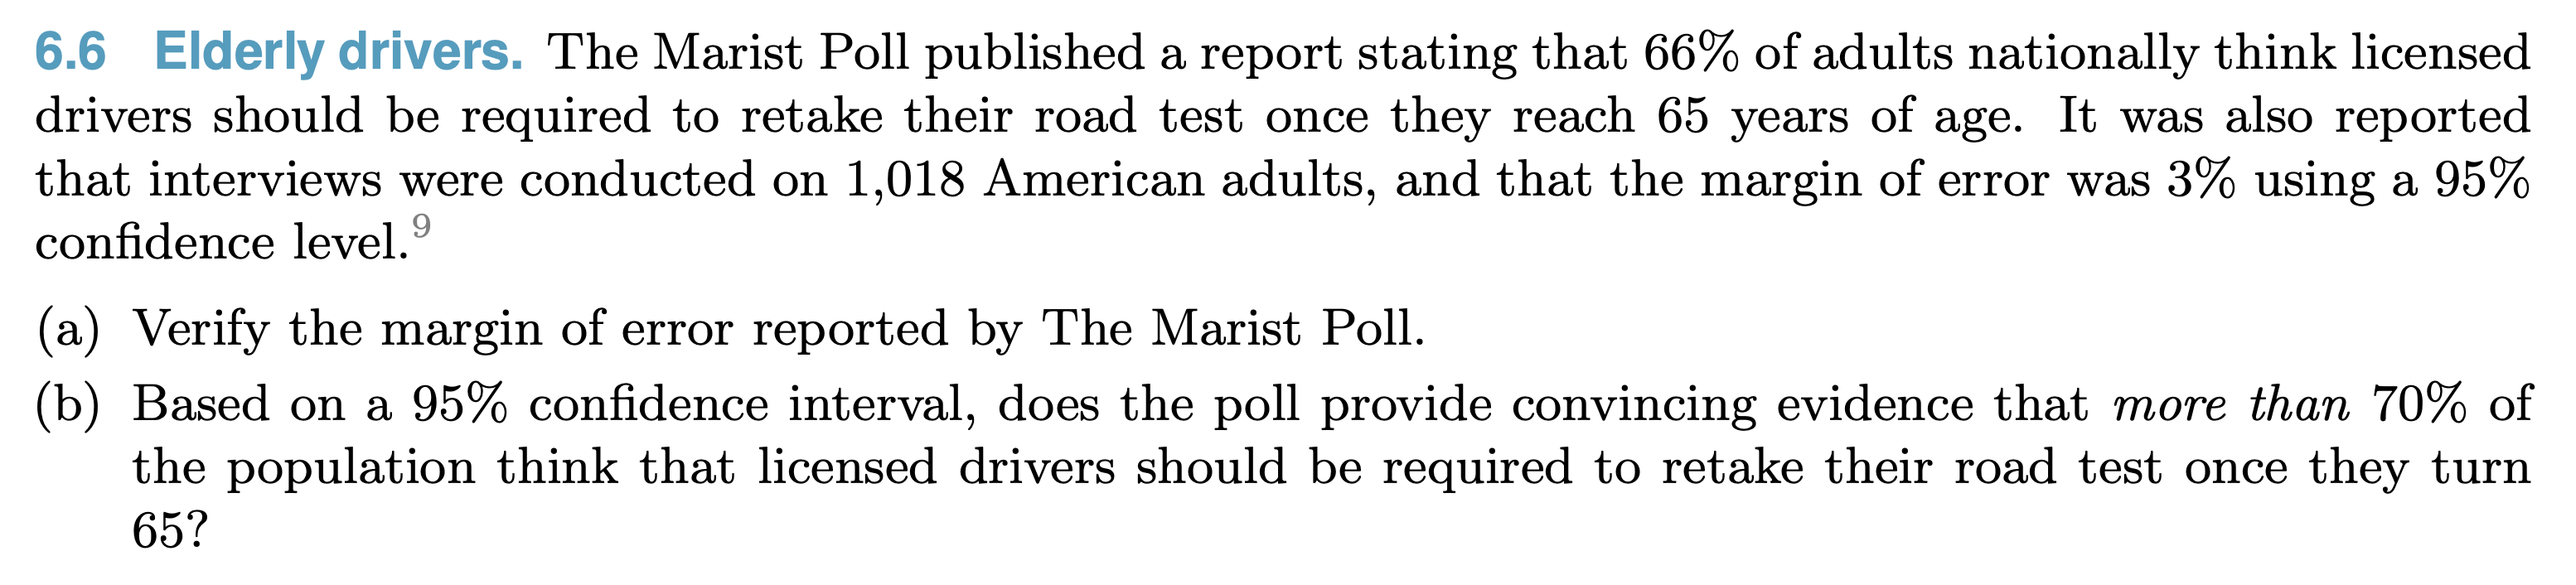 6.6 Elderly drivers. The Marist Poll published a report stating that 66% of adults nationally think licensed
drivers should be required to retake their road test once they reach 65 years of age. It was also reported
that interviews were conducted on 1,018 American adults, and that the margin of error was 3% using a 95%
confidence level.9
(a) Verify the margin of error reported by The Marist Poll.
(b) Based on a 95% confidence interval, does the poll provide convincing evidence that more than 70% of
the population think that licensed drivers should be required to retake their road test once they turn
65?